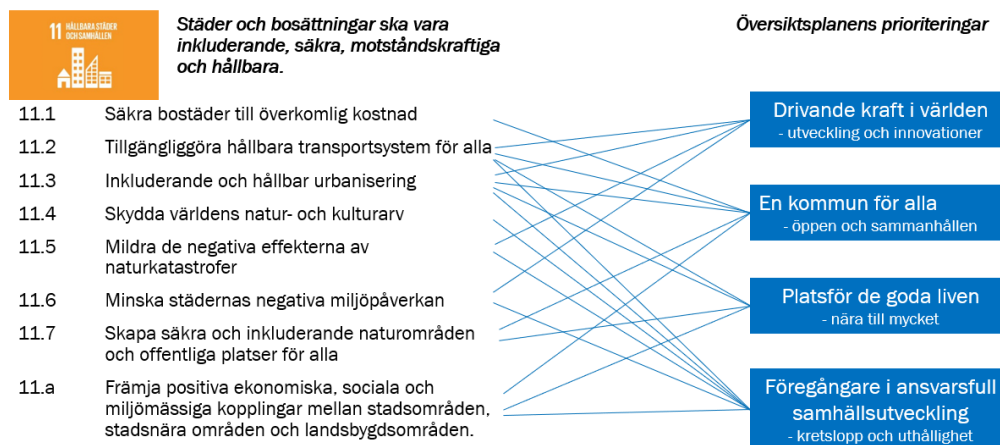 11 HÅLLBARA STÄDER
OCH SAMHÄLLEN
Städer och bosättningar ska vara
inkluderande, säkra, motståndskraftiga
och hållbara.
Översiktsplanens prioriteringar
11.1 Säkra bostäder till överkomlig kostnad
11.2 Tillgängliggöra hållbara transportsystem för alla
11.3 Inkluderande och hållbar urbanisering
11.4 Skydda världens natur- och kulturarv
11.5 Mildra de negativa effekterna av
naturkatastrofer
11.6 Minska städernas negativa miljöpåverkan
11.7 Skapa säkra och inkluderande naturområden
och offentliga platser för alla
11.a Främja positiva ekonomiska, sociala och
miljömässiga kopplingar mellan stadsområden,
stadsnära områden och landsbygdsområden.
Drivande kraft i världen
- utveckling och innovationer
En kommun för alla
- öppen och sammanhållen
Platsför de goda liven
- nära till mycket
Föregångare i ansvarsfull
samhällsutveckling
- kretslopp och uthållighet